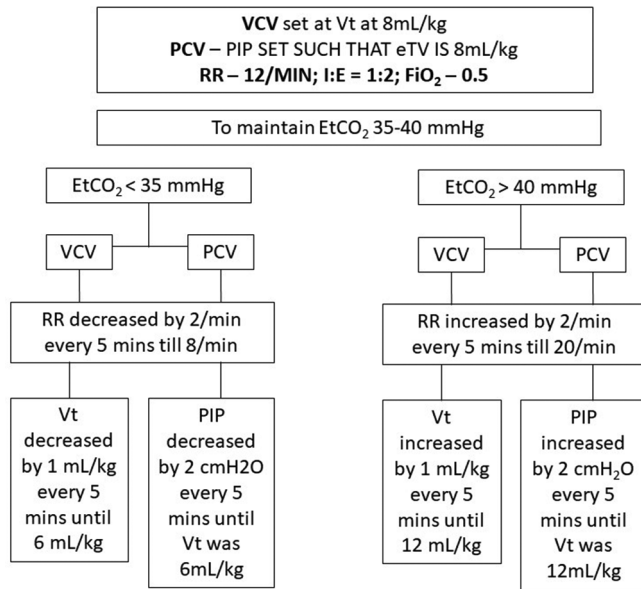 VCV set at Vt at 8mL/kg
PCV – PIP SET SUCH THAT eTV IS 8mL/kg
RR – 12/MIN; I:E = 1:2; FiO₂ – 0.5
To maintain EtCO₂ 35-40 mmHg
EtCO₂ < 35 mmHg
VCV
PCV
RR decreased by 2/min
every 5 mins till 8/min
Vt
decreased
by 1 mL/kg
every 5
mins until
6 mL/kg
PIP
decreased
by 2 cmH2O
every 5
mins until
Vt was
6mL/kg
EtCO₂ > 40 mmHg
VCV
PCV
RR increased by 2/min
every 5 mins till 20/min
Vt
increased
by 1 mL/kg
every 5
mins until
12 mL/kg
PIP
increased
by 2 cmH₂O
every 5
mins until
Vt was
12mL/kg